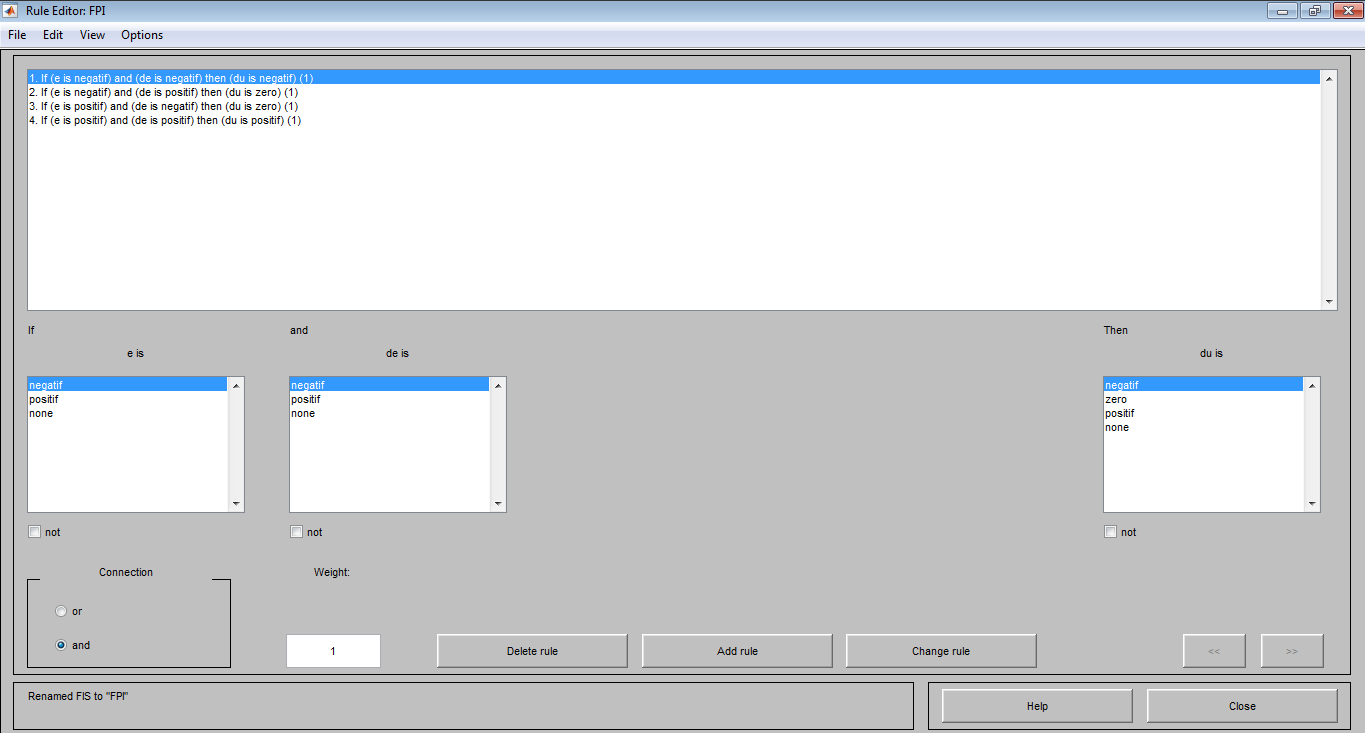 Rule Editor: FPI
File Edit View Options
1. If (e is negatif) and (de is negatif) then (du is negatif) (1)
2. If (e is negatif) and (de is positif) then (du is zero) (1)
3. If (e is positif) and (de is negatif) then (du is zero) (1)
4. If (e is positif) and (de is positif) then (du is positif) (1)
If and Then
e is de is du is
negatif negatif negatif
positif positif zero
none none positif
none
not not not
Connection Weight:
or
and 1 Delete rule Add rule Change rule << >>
Renamed FIS to "FPI" Help Close